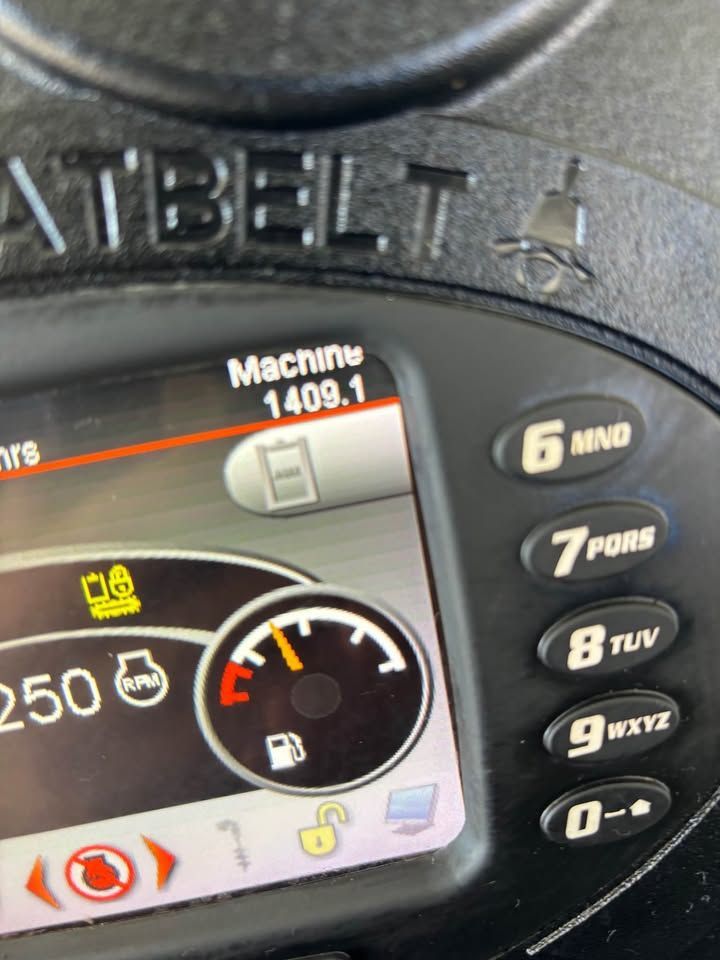 ATBELT
Machine
1409.1
hrs
250 RPM
6 MNO
7 PQRS
8 TUV
9 WXYZ
0 –